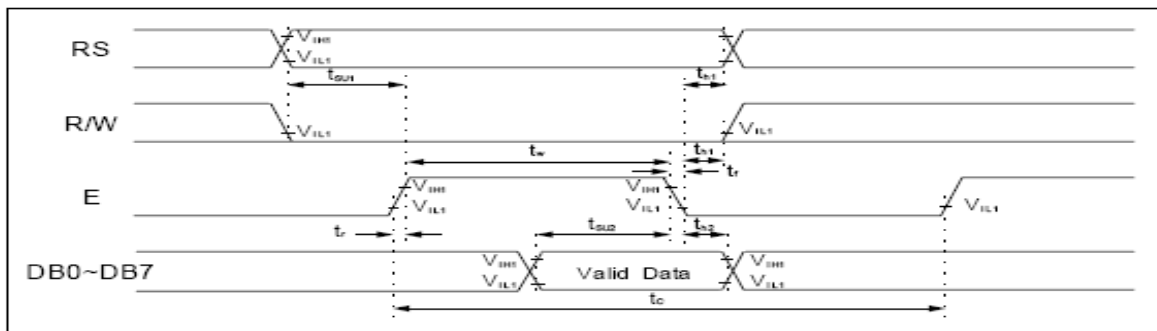 RS
VIH1
VIL1
tSU1
th1
R/W
VIL1
VIL1
tw
th1
tf
E
VIH1
VIL1
VIH1
VIL1
VIL1
tr
tSU2
th2
DB0~DB7
VIH1
VIL1
Valid Data
VIH1
VIL1
tC